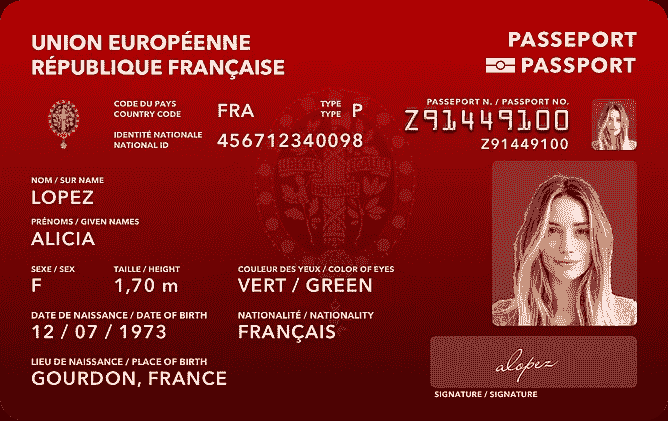 UNION EUROPÉENNE
RÉPUBLIQUE FRANÇAISE
PASSEPORT
PASSPORT
CODE DU PAYS
COUNTRY CODE
FRA
TYPE
TYPE
P
PASSEPORT N. / PASSPORT NO.
Z91449100
Z91449100
IDENTITÉ NATIONALE
NATIONAL ID
456712340098
NOM / SUR NAME
LOPEZ
PRÉNOMS / GIVEN NAMES
ALICIA
SEXE / SEX
F
TAILLE / HEIGHT
1,70 m
COULEUR DES YEUX / COLOR OF EYES
VERT / GREEN
DATE DE NAISSANCE / DATE OF BIRTH
12 / 07 / 1973
NATIONALITÉ / NATIONALITY
FRANÇAIS
LIEU DE NAISSANCE / PLACE OF BIRTH
GOURDON, FRANCE
alopez
SIGNATURE / SIGNATURE